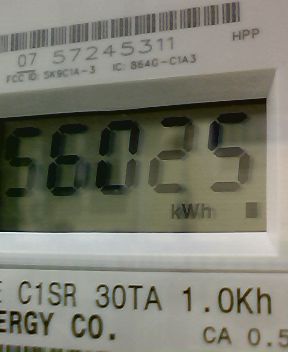 HPP
07 57245311
FCC ID: SK9C1A-3 IC: 864G-C1A3
56025
kWh
E C1SR 30TA 1.0Kh
ERGY CO. CA 0.5